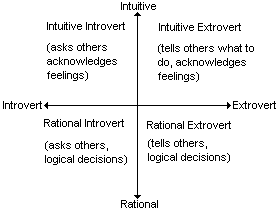 Intuitive
Intuitive Introvert
Intuitive Extrovert
(asks others
acknowledges
feelings)
(tells others what to
do, acknowledges
feelings)
Introvert
Extrovert
Rational Introvert
Rational Extrovert
(asks others,
logical decisions)
(tells others,
logical decisions)
Rational